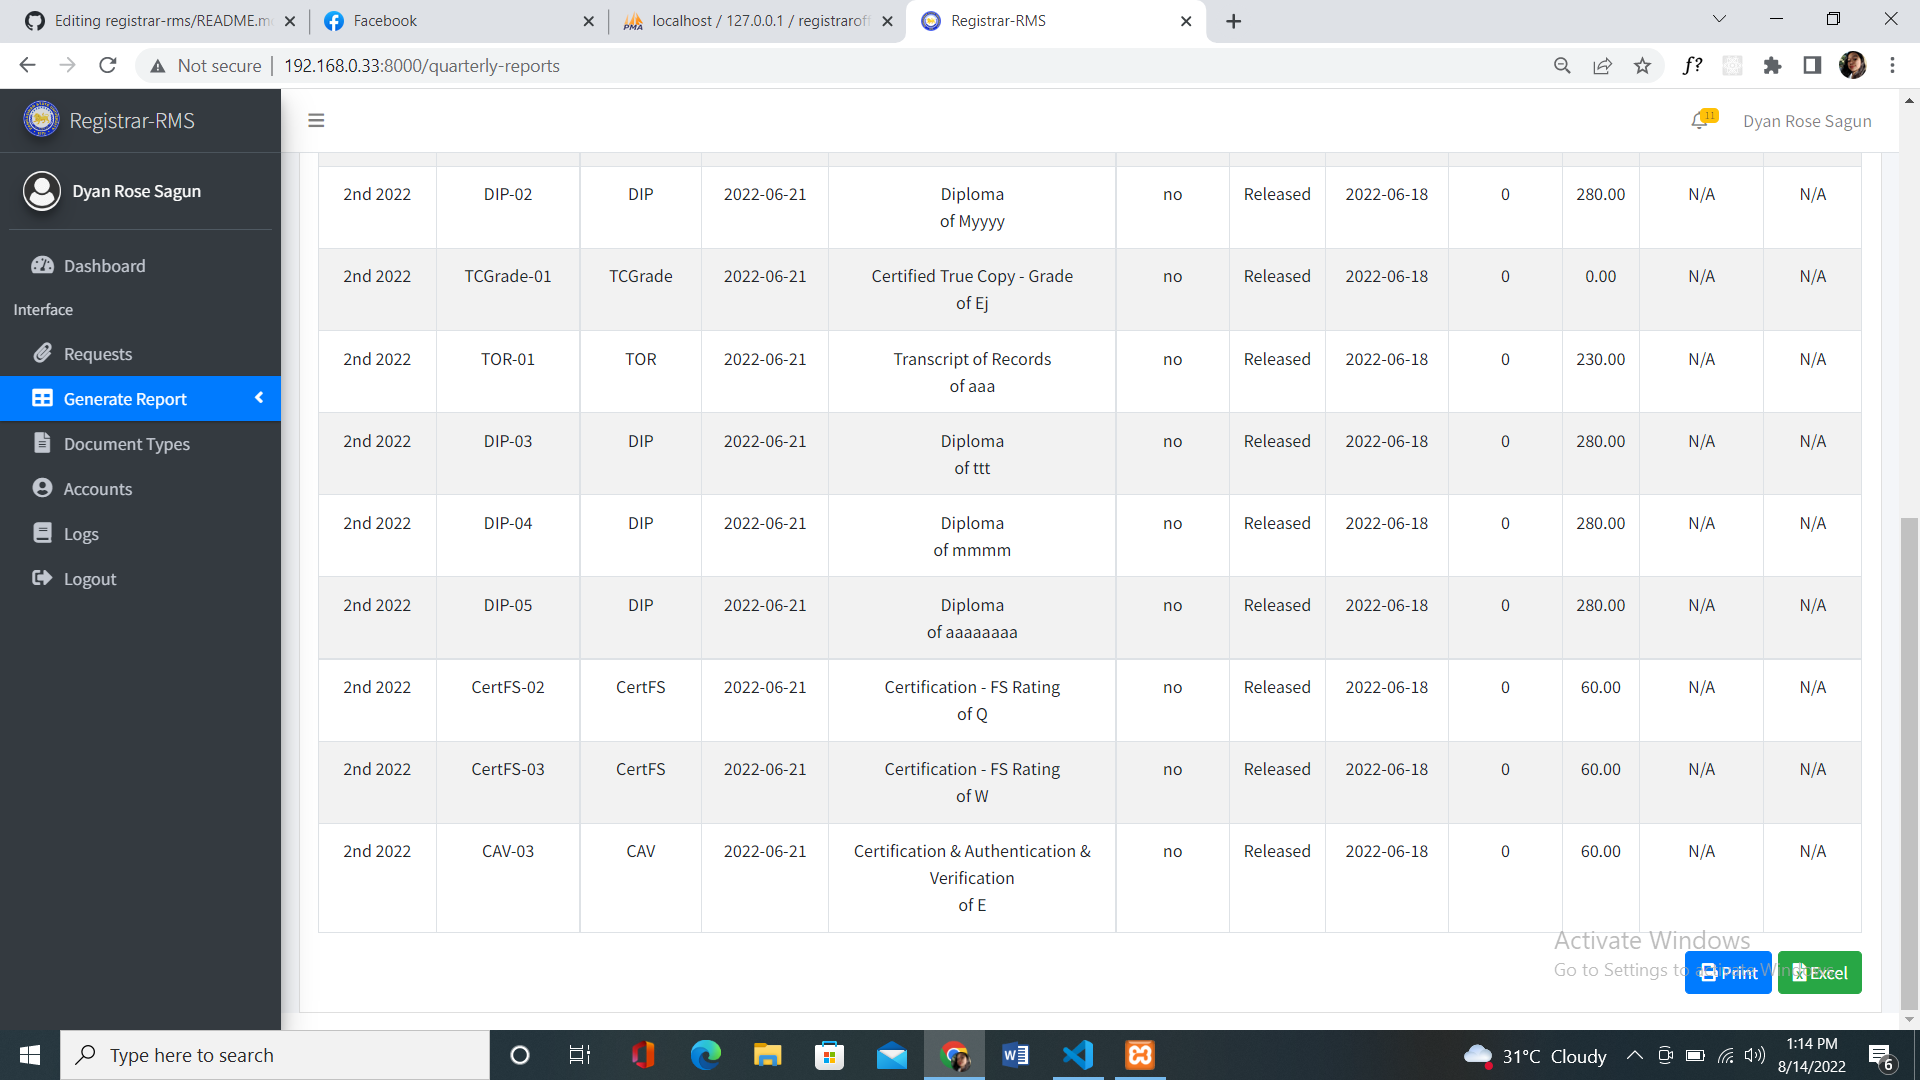 Editing registrar-rms/README.m
Facebook
PMA
localhost / 127.0.0.1 / registraroff
Registrar-RMS
Not secure
192.168.0.33:8000/quarterly-reports
f?
Registrar-RMS
11
Dyan Rose Sagun
Dyan Rose Sagun
Dashboard
Interface
Requests
Generate Report
Document Types
Accounts
Logs
Logout
2nd 2022 DIP-02 DIP 2022-06-21 Diploma no Released 2022-06-18 0 280.00 N/A N/A
of Myyyy
2nd 2022 TCGrade-01 TCGrade 2022-06-21 Certified True Copy - Grade no Released 2022-06-18 0 0.00 N/A N/A
of Ej
2nd 2022 TOR-01 TOR 2022-06-21 Transcript of Records no Released 2022-06-18 0 230.00 N/A N/A
of aaa
2nd 2022 DIP-03 DIP 2022-06-21 Diploma no Released 2022-06-18 0 280.00 N/A N/A
of ttt
2nd 2022 DIP-04 DIP 2022-06-21 Diploma no Released 2022-06-18 0 280.00 N/A N/A
of mmmm
2nd 2022 DIP-05 DIP 2022-06-21 Diploma no Released 2022-06-18 0 280.00 N/A N/A
of aaaaaaaa
2nd 2022 CertFS-02 CertFS 2022-06-21 Certification - FS Rating no Released 2022-06-18 0 60.00 N/A N/A
of Q
2nd 2022 CertFS-03 CertFS 2022-06-21 Certification - FS Rating no Released 2022-06-18 0 60.00 N/A N/A
of W
2nd 2022 CAV-03 CAV 2022-06-21 Certification & Authentication & no Released 2022-06-18 0 60.00 N/A N/A
Verification
of E
Activate Windows
Go to Settings to activate Windows.
Print
Excel
Type here to search
31°C Cloudy
1:14 PM
8/14/2022
6